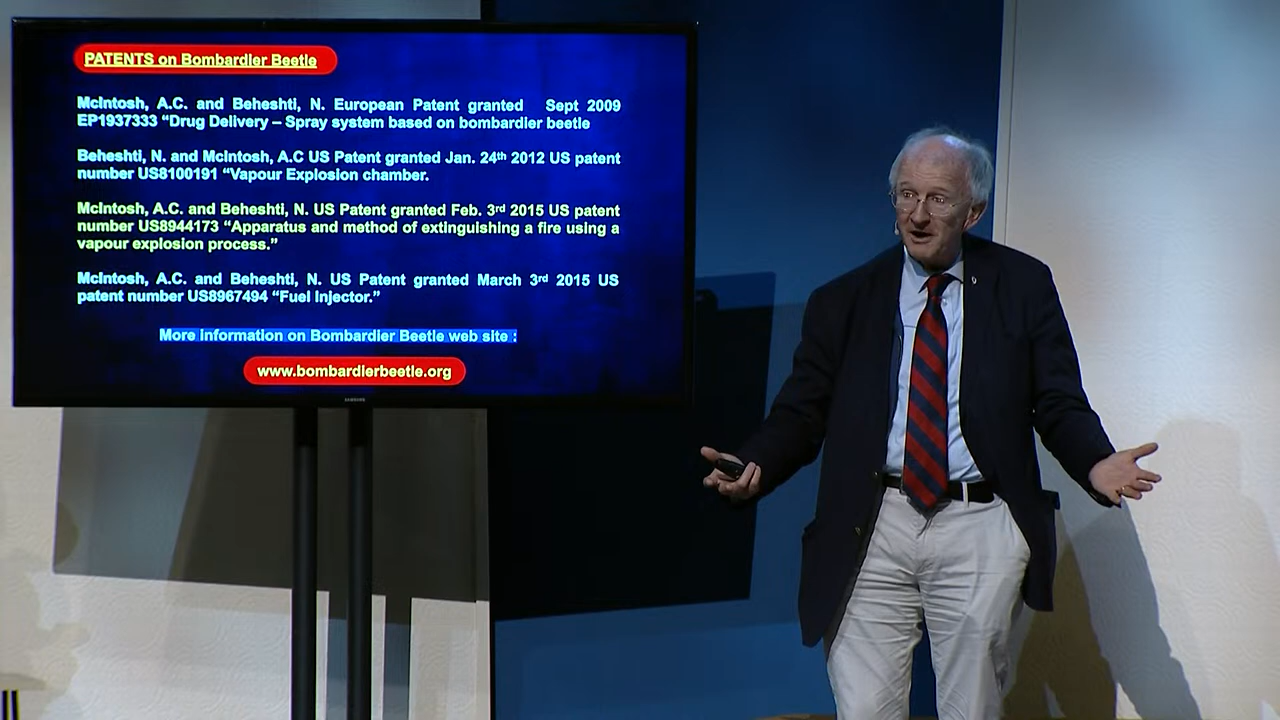 PATENTS on Bombardier Beetle
McIntosh, A.C. and Beheshti, N. European Patent granted Sept 2009
EP1937333 “Drug Delivery – Spray system based on bombardier beetle
Beheshti, N. and McIntosh, A.C US Patent granted Jan. 24th 2012 US patent
number US8100191 “Vapour Explosion chamber.
McIntosh, A.C. and Beheshti, N. US Patent granted Feb. 3rd 2015 US patent
number US8944173 “Apparatus and method of extinguishing a fire using a
vapour explosion process.”
McIntosh, A.C. and Beheshti, N. US Patent granted March 3rd 2015 US
patent number US8967494 “Fuel Injector.”
More information on Bombardier Beetle web site :
www.bombardierbeetle.org
SAMSUNG